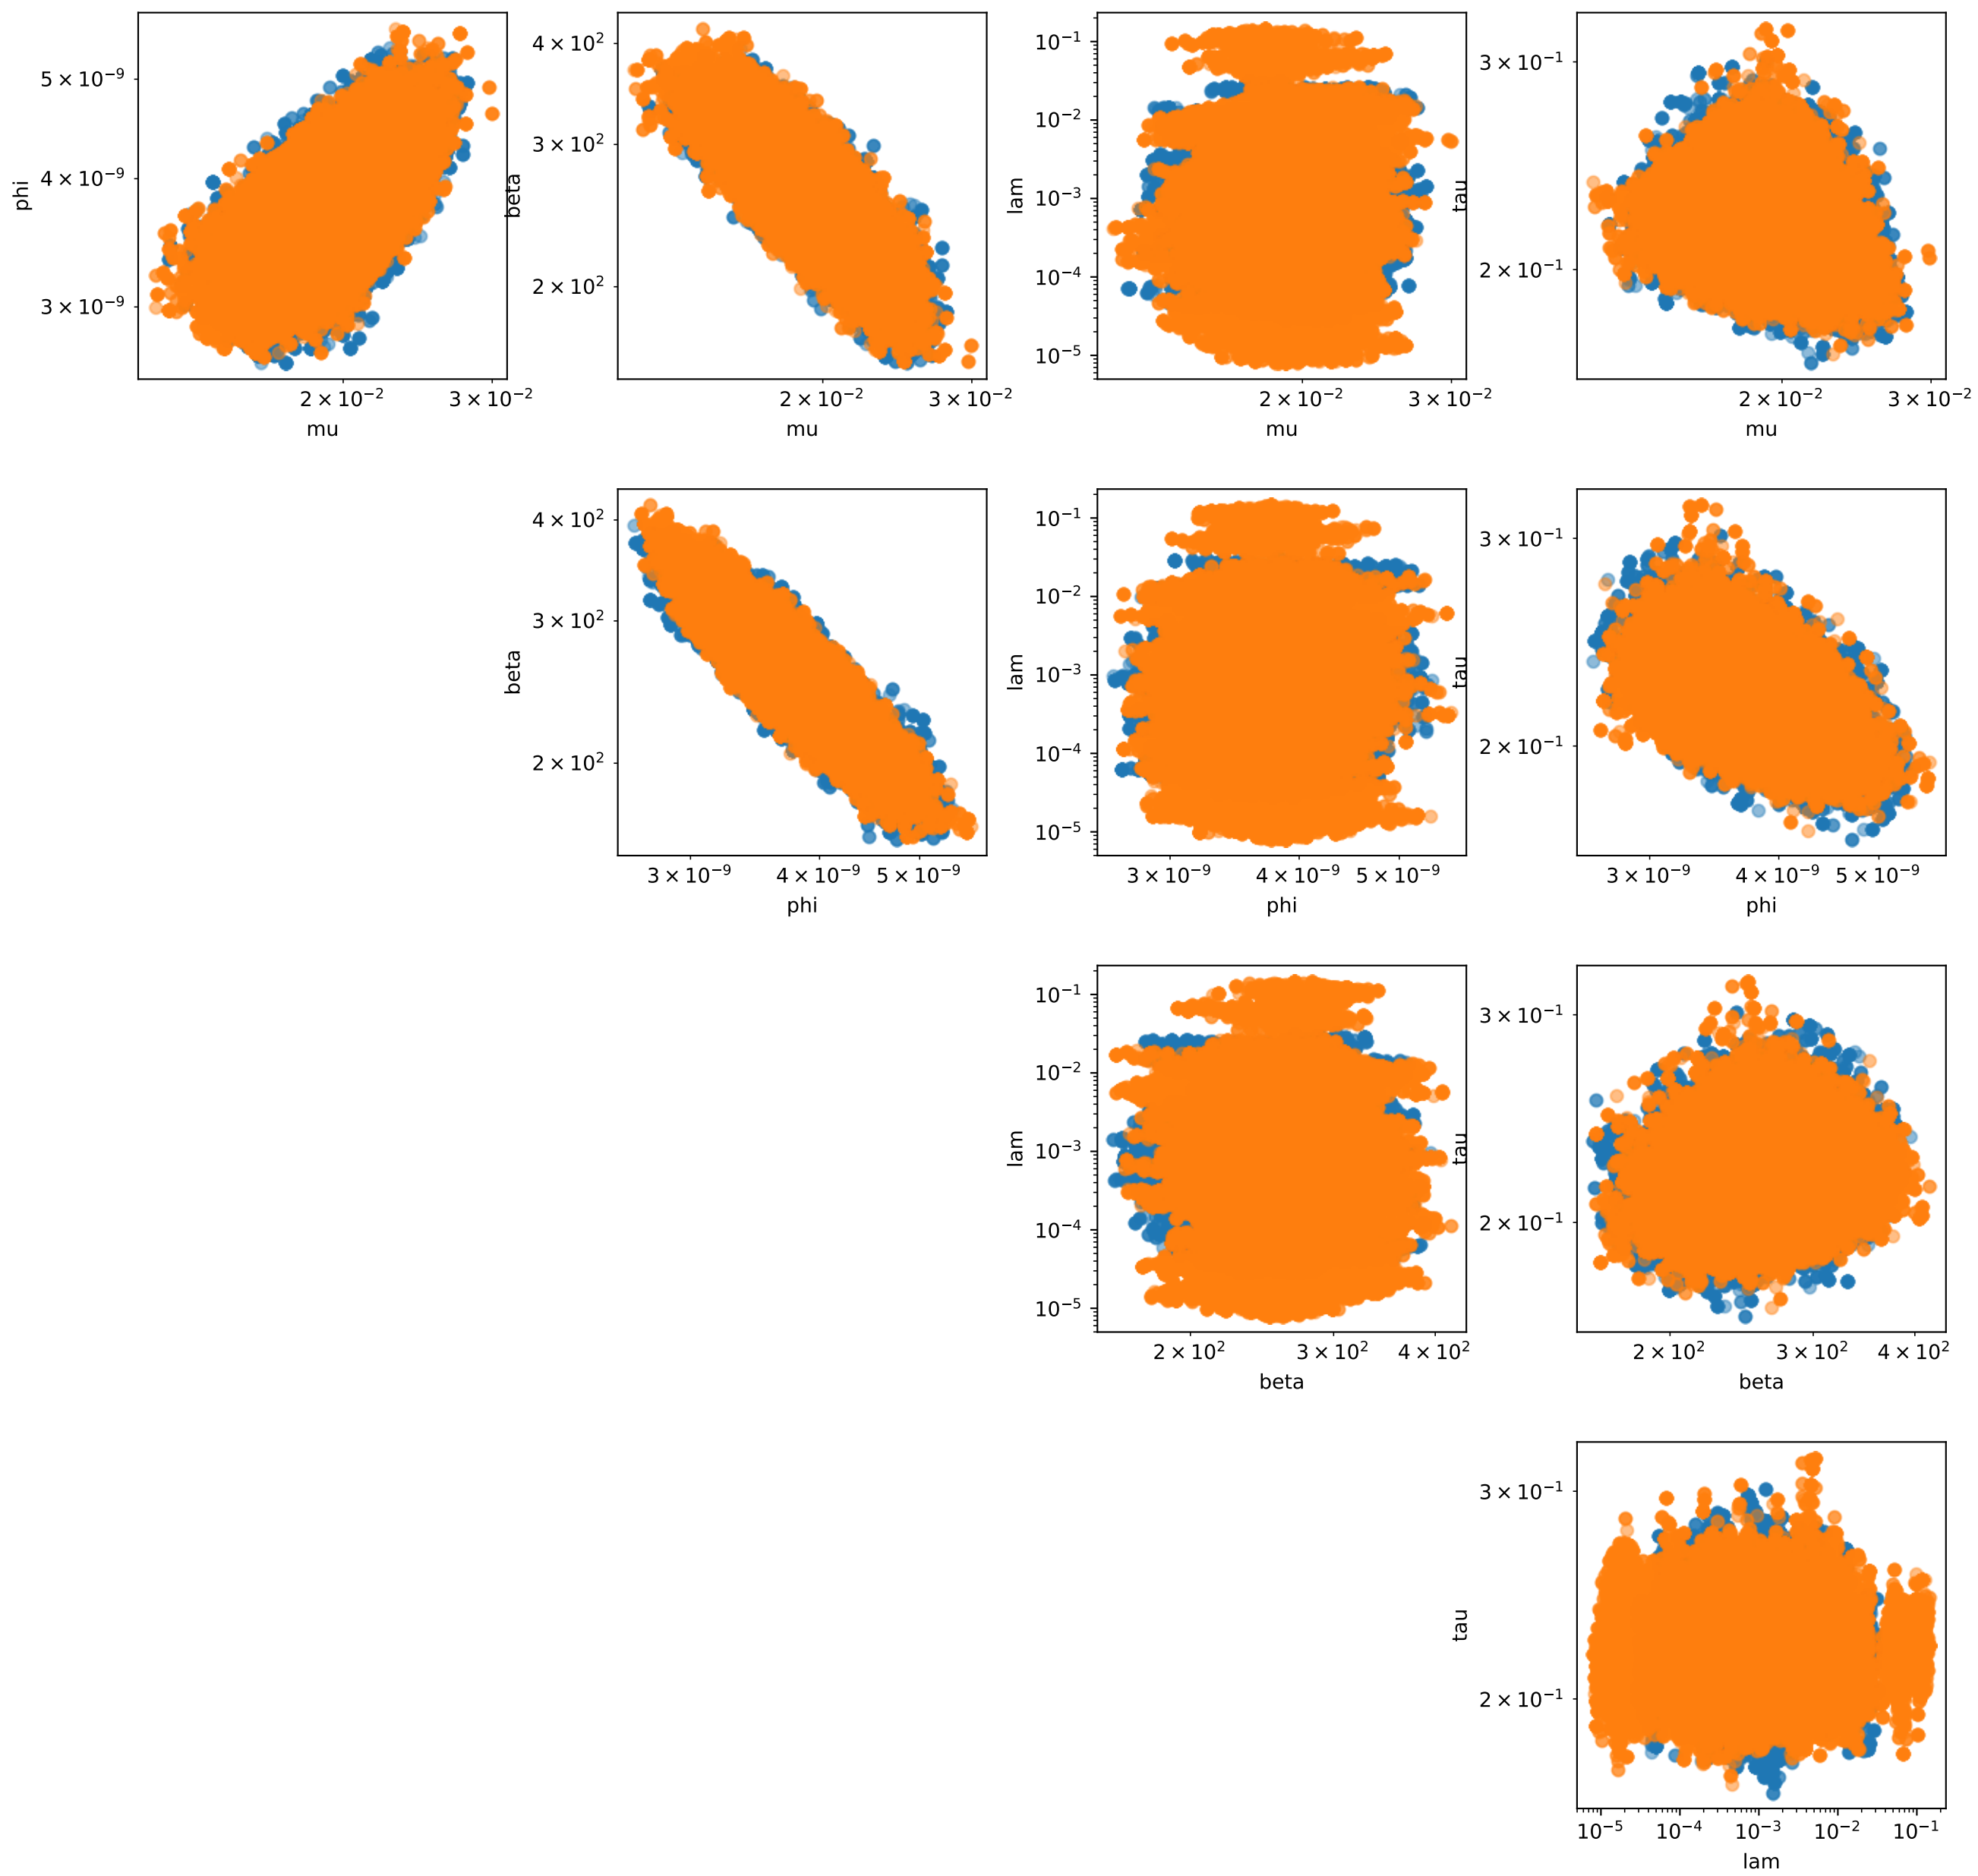 phi
5 × 10⁻⁹
4 × 10⁻⁹
3 × 10⁻⁹
2 × 10⁻²
3 × 10⁻²
mu
beta
4 × 10²
3 × 10²
2 × 10²
2 × 10⁻²
3 × 10⁻²
mu
lam
10⁻¹
10⁻²
10⁻³
10⁻⁴
10⁻⁵
2 × 10⁻²
3 × 10⁻²
mu
tau
3 × 10⁻¹
2 × 10⁻¹
2 × 10⁻²
3 × 10⁻²
mu
beta
4 × 10²
3 × 10²
2 × 10²
3 × 10⁻⁹
4 × 10⁻⁹
5 × 10⁻⁹
phi
lam
10⁻¹
10⁻²
10⁻³
10⁻⁴
10⁻⁵
3 × 10⁻⁹
4 × 10⁻⁹
5 × 10⁻⁹
phi
tau
3 × 10⁻¹
2 × 10⁻¹
3 × 10⁻⁹
4 × 10⁻⁹
5 × 10⁻⁹
phi
lam
10⁻¹
10⁻²
10⁻³
10⁻⁴
10⁻⁵
2 × 10²
3 × 10²
4 × 10²
beta
tau
3 × 10⁻¹
2 × 10⁻¹
2 × 10²
3 × 10²
4 × 10²
beta
tau
3 × 10⁻¹
2 × 10⁻¹
10⁻⁵
10⁻⁴
10⁻³
10⁻²
10⁻¹
lam